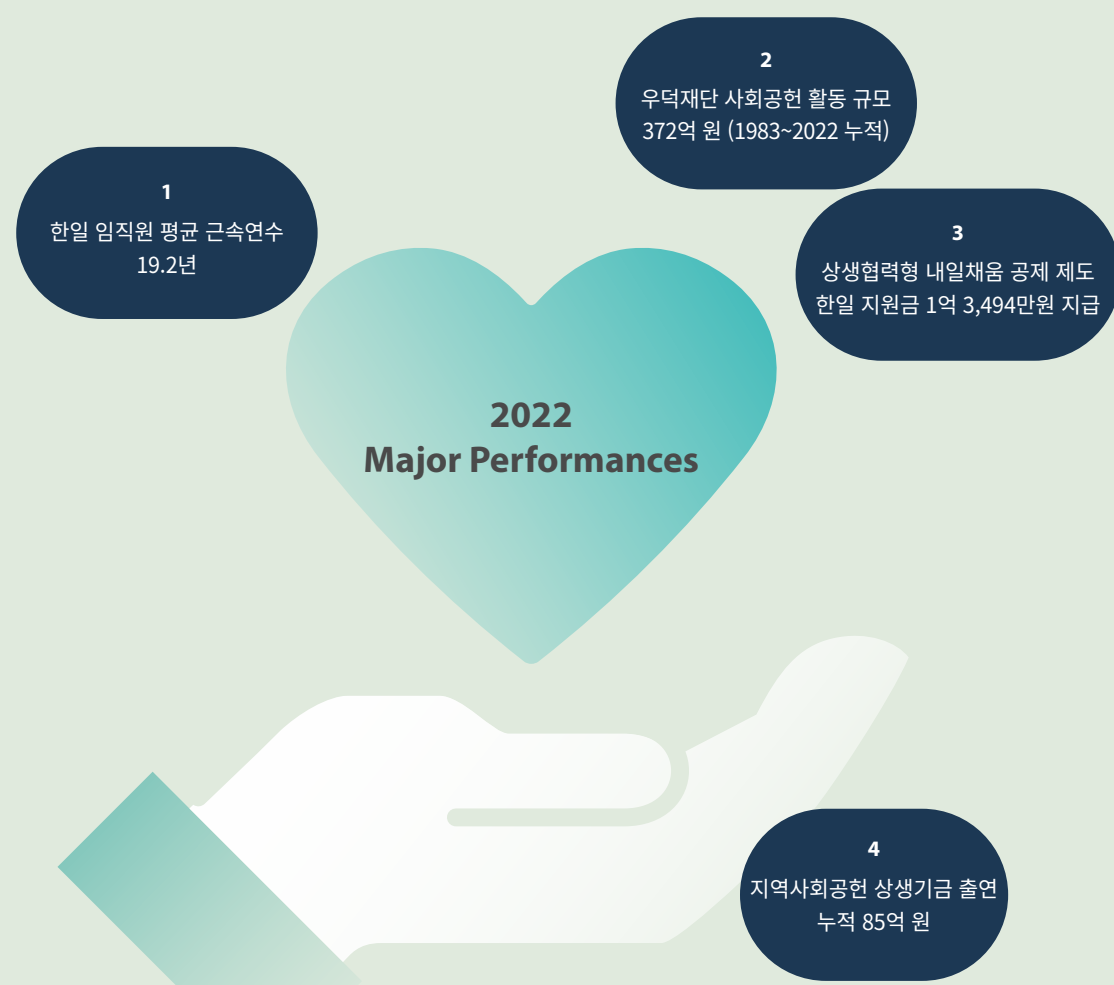 1
한일 임직원 평균 근속연수
19.2년
2
우덕재단 사회공헌 활동 규모
372억 원 (1983~2022 누적)
3
상생협력형 내일채움 공제 제도
한일 지원금 1억 3,494만원 지급
2022
Major Performances
4
지역사회공헌 상생기금 출연
누적 85억 원